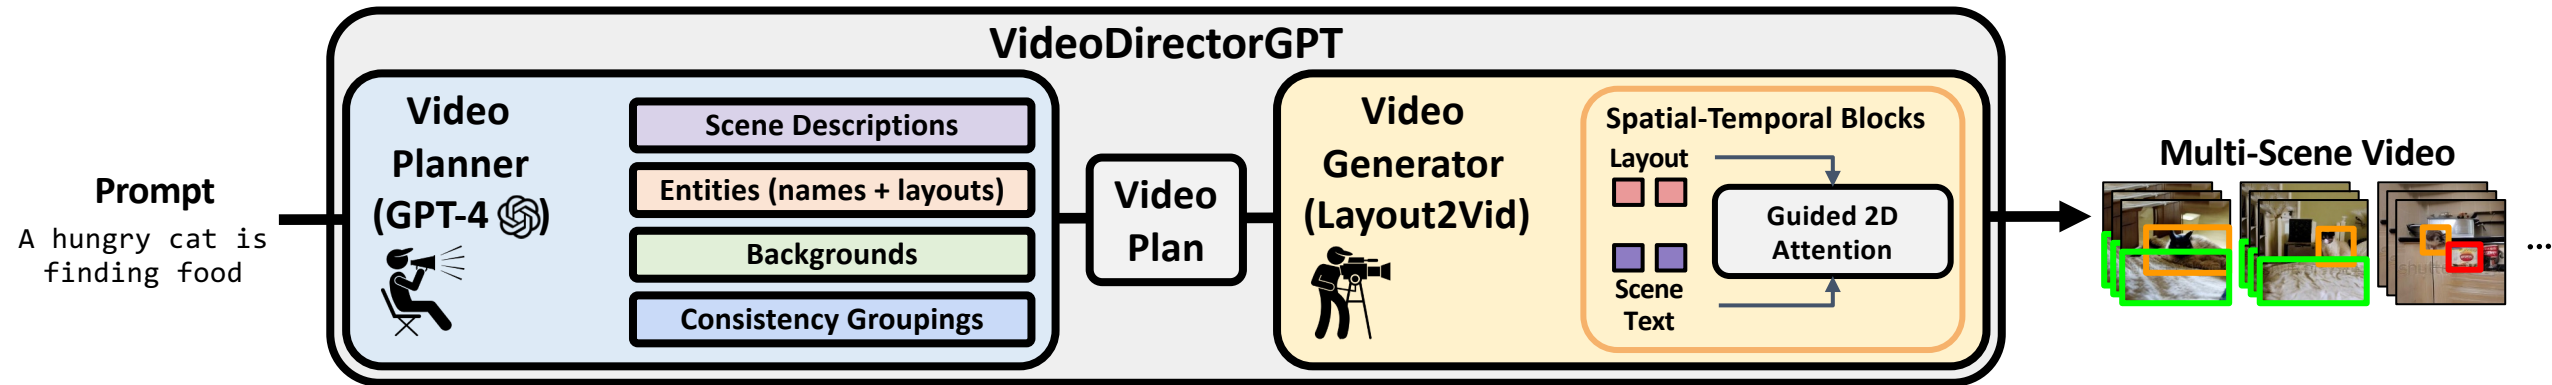 VideoDirectorGPT
Prompt
A hungry cat is
finding food
Video
Planner
(GPT-4 )
Scene Descriptions
Entities (names + layouts)
Backgrounds
Consistency Groupings
Video
Plan
Video
Generator
(Layout2Vid)
Spatial-Temporal Blocks
Layout
Guided 2D
Attention
Scene
Text
Multi-Scene Video
...